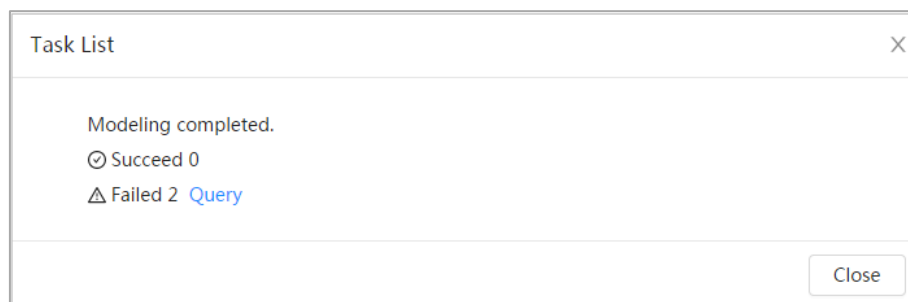 Task List
Modeling completed.
Succeed 0
Failed 2 Query
Close